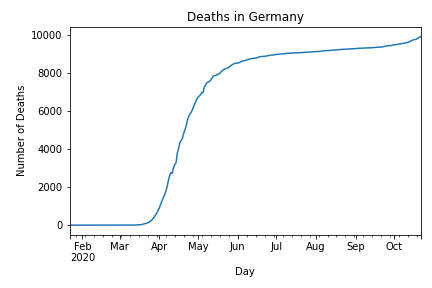 Deaths in Germany
Number of Deaths
10000
8000
6000
4000
2000
0
Feb Mar Apr May Jun Jul Aug Sep Oct
2020
Day